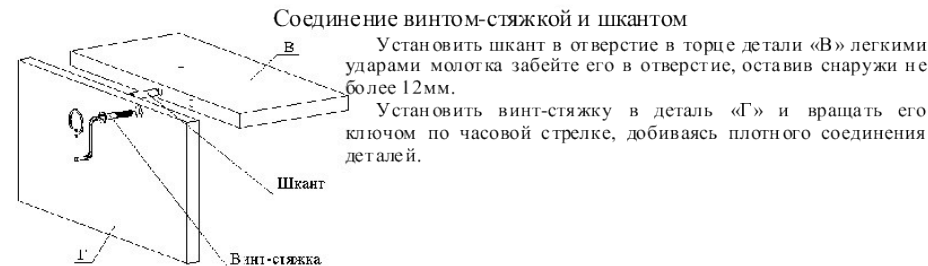 Соединение винтом-стяжкой и шкантом
Установить шкант в отверстие в торце детали «В» легкими
ударами молотка забейте его в отверстие, оставив снаружи не
более 12мм.
Установить винт-стяжку в деталь «Г» и вращать его
ключом по часовой стрелке, добиваясь плотного соединения
деталей.
В
Шкант
Г
Винт-стяжка